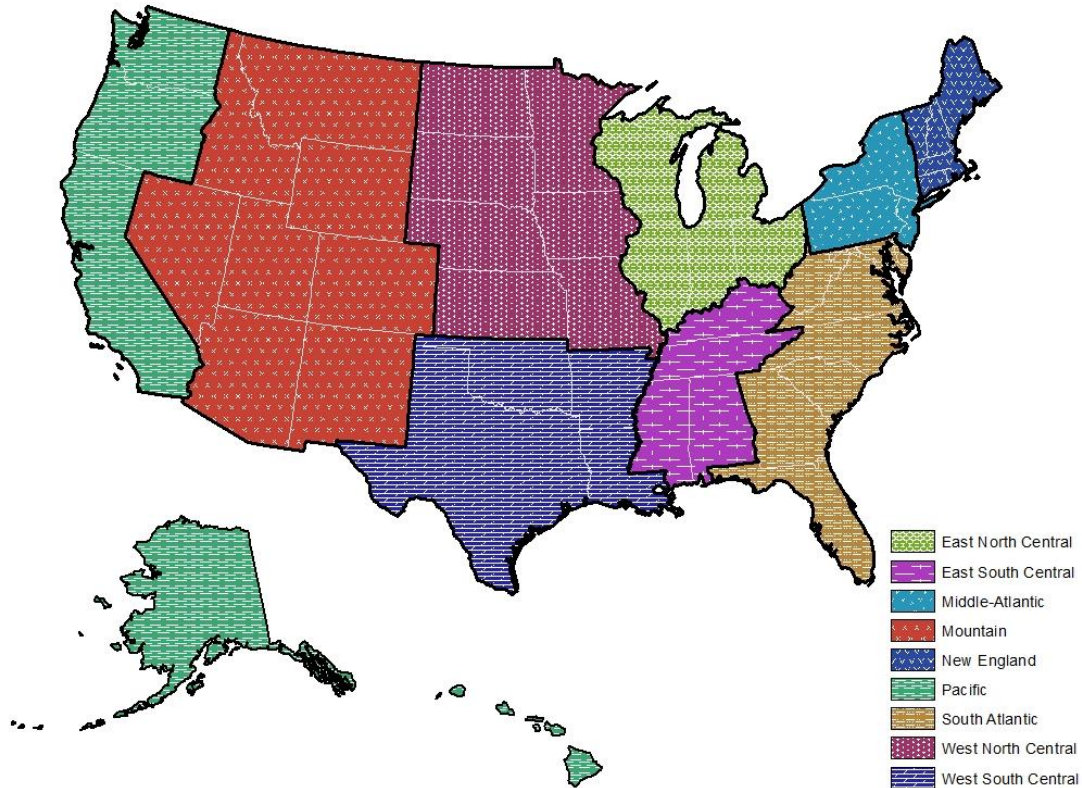 East North Central
East South Central
Middle-Atlantic
Mountain
New England
Pacific
South Atlantic
West North Central
West South Central